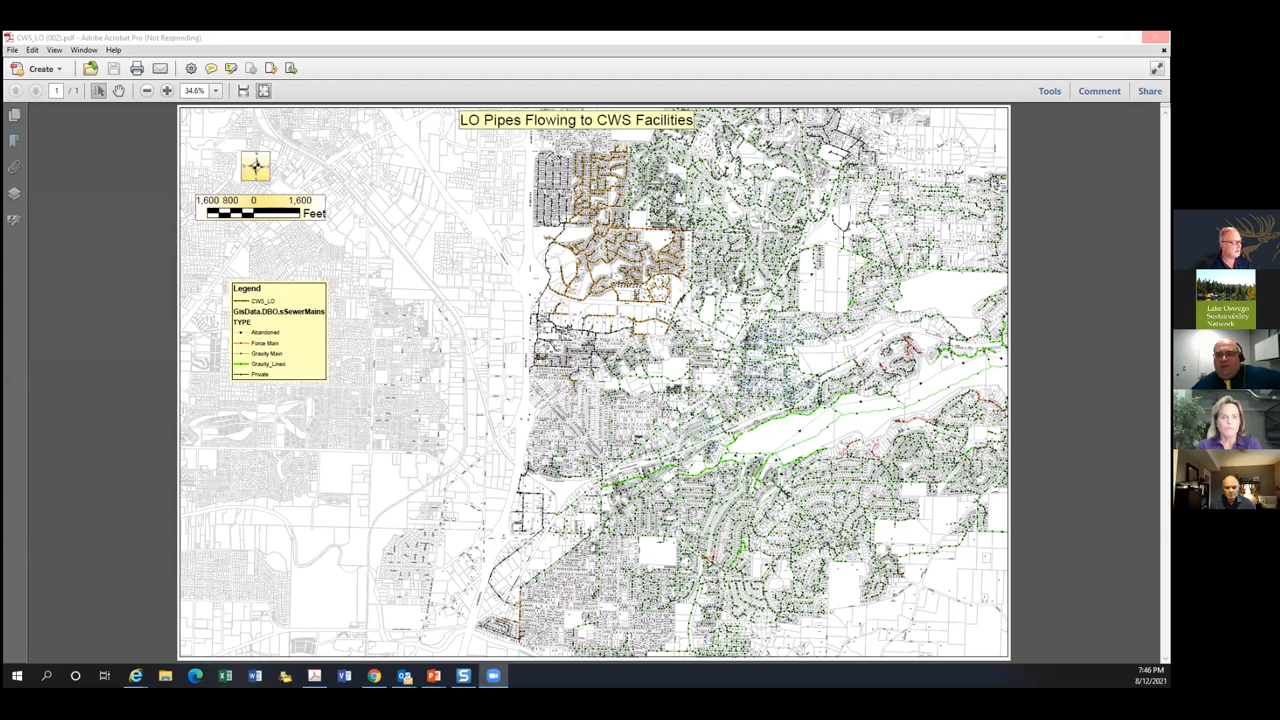 CWS_LO (002).pdf - Adobe Acrobat Pro (Not Responding)
File Edit View Window Help
Create
1 / 1
34.6%
Tools Comment Share
LO Pipes Flowing to CWS Facilities
1,600 800 0 1,600
Feet
Legend
CWS_LO
GisData.DBO.sSewerMains
TYPE
Abandoned
Force Main
Gravity Main
Gravity_Lined
Private
Lake Oswego
Sustainability
Network
7:46 PM
8/12/2021